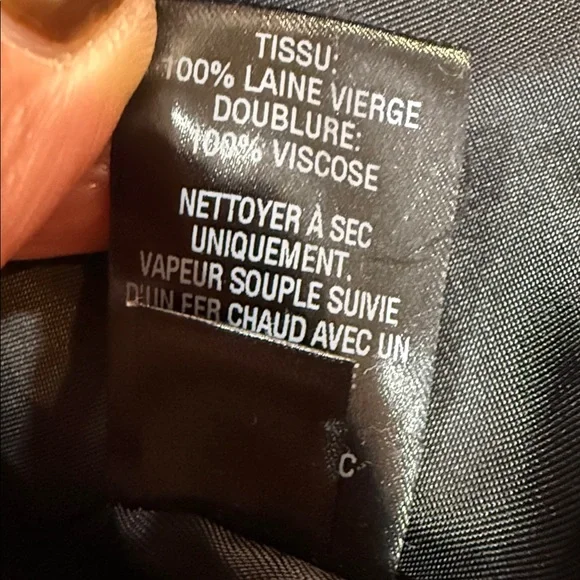 TISSU:
100% LAINE VIERGE
DOUBLURE:
100% VISCOSE
NETTOYER À SEC
UNIQUEMENT.
VAPEUR SOUPLE SUIVIE
D'UN FER CHAUD AVEC UN
C